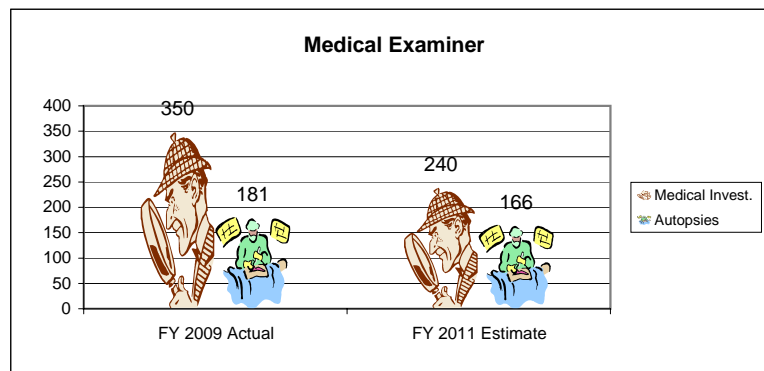 Medical Examiner
350
400
350
300
250
200
150
100
50
0
181
240
166
FY 2009 Actual
FY 2011 Estimate
Medical Invest.
Autopsies